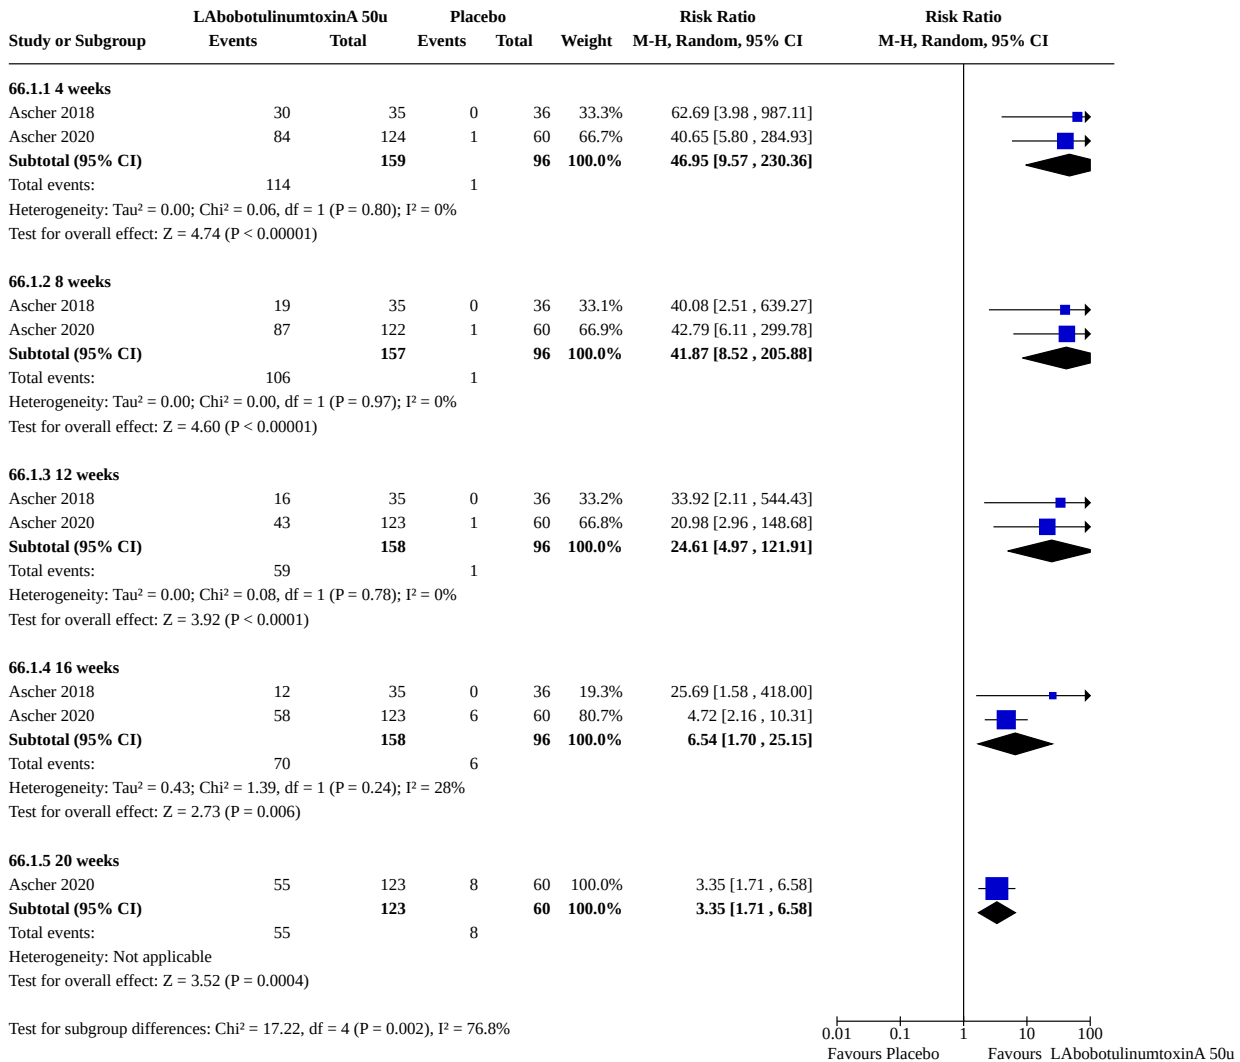 LAbobotulinumtoxinA 50u Placebo Risk Ratio Risk Ratio
Study or Subgroup Events Total Events Total Weight M-H, Random, 95% CI M-H, Random, 95% CI
66.1.1 4 weeks
Ascher 2018 30 35 0 36 33.3% 62.69 [3.98 , 987.11]
Ascher 2020 84 124 1 60 66.7% 40.65 [5.80 , 284.93]
Subtotal (95% CI) 159 96 100.0% 46.95 [9.57 , 230.36]
Total events: 114 1
Heterogeneity: Tau² = 0.00; Chi² = 0.06, df = 1 (P = 0.80); I² = 0%
Test for overall effect: Z = 4.74 (P < 0.00001)
66.1.2 8 weeks
Ascher 2018 19 35 0 36 33.1% 40.08 [2.51 , 639.27]
Ascher 2020 87 122 1 60 66.9% 42.79 [6.11 , 299.78]
Subtotal (95% CI) 157 96 100.0% 41.87 [8.52 , 205.88]
Total events: 106 1
Heterogeneity: Tau² = 0.00; Chi² = 0.00, df = 1 (P = 0.97); I² = 0%
Test for overall effect: Z = 4.60 (P < 0.00001)
66.1.3 12 weeks
Ascher 2018 16 35 0 36 33.2% 33.92 [2.11 , 544.43]
Ascher 2020 43 123 1 60 66.8% 20.98 [2.96 , 148.68]
Subtotal (95% CI) 158 96 100.0% 24.61 [4.97 , 121.91]
Total events: 59 1
Heterogeneity: Tau² = 0.00; Chi² = 0.08, df = 1 (P = 0.78); I² = 0%
Test for overall effect: Z = 3.92 (P < 0.0001)
66.1.4 16 weeks
Ascher 2018 12 35 0 36 19.3% 25.69 [1.58 , 418.00]
Ascher 2020 58 123 6 60 80.7% 4.72 [2.16 , 10.31]
Subtotal (95% CI) 158 96 100.0% 6.54 [1.70 , 25.15]
Total events: 70 6
Heterogeneity: Tau² = 0.43; Chi² = 1.39, df = 1 (P = 0.24); I² = 28%
Test for overall effect: Z = 2.73 (P = 0.006)
66.1.5 20 weeks
Ascher 2020 55 123 8 60 100.0% 3.35 [1.71 , 6.58]
Subtotal (95% CI) 123 60 100.0% 3.35 [1.71 , 6.58]
Total events: 55 8
Heterogeneity: Not applicable
Test for overall effect: Z = 3.52 (P = 0.0004)
Test for subgroup differences: Chi² = 17.22, df = 4 (P = 0.002), I² = 76.8%
0.01 0.1 1 10 100
Favours Placebo Favours LAbobotulinumtoxinA 50u